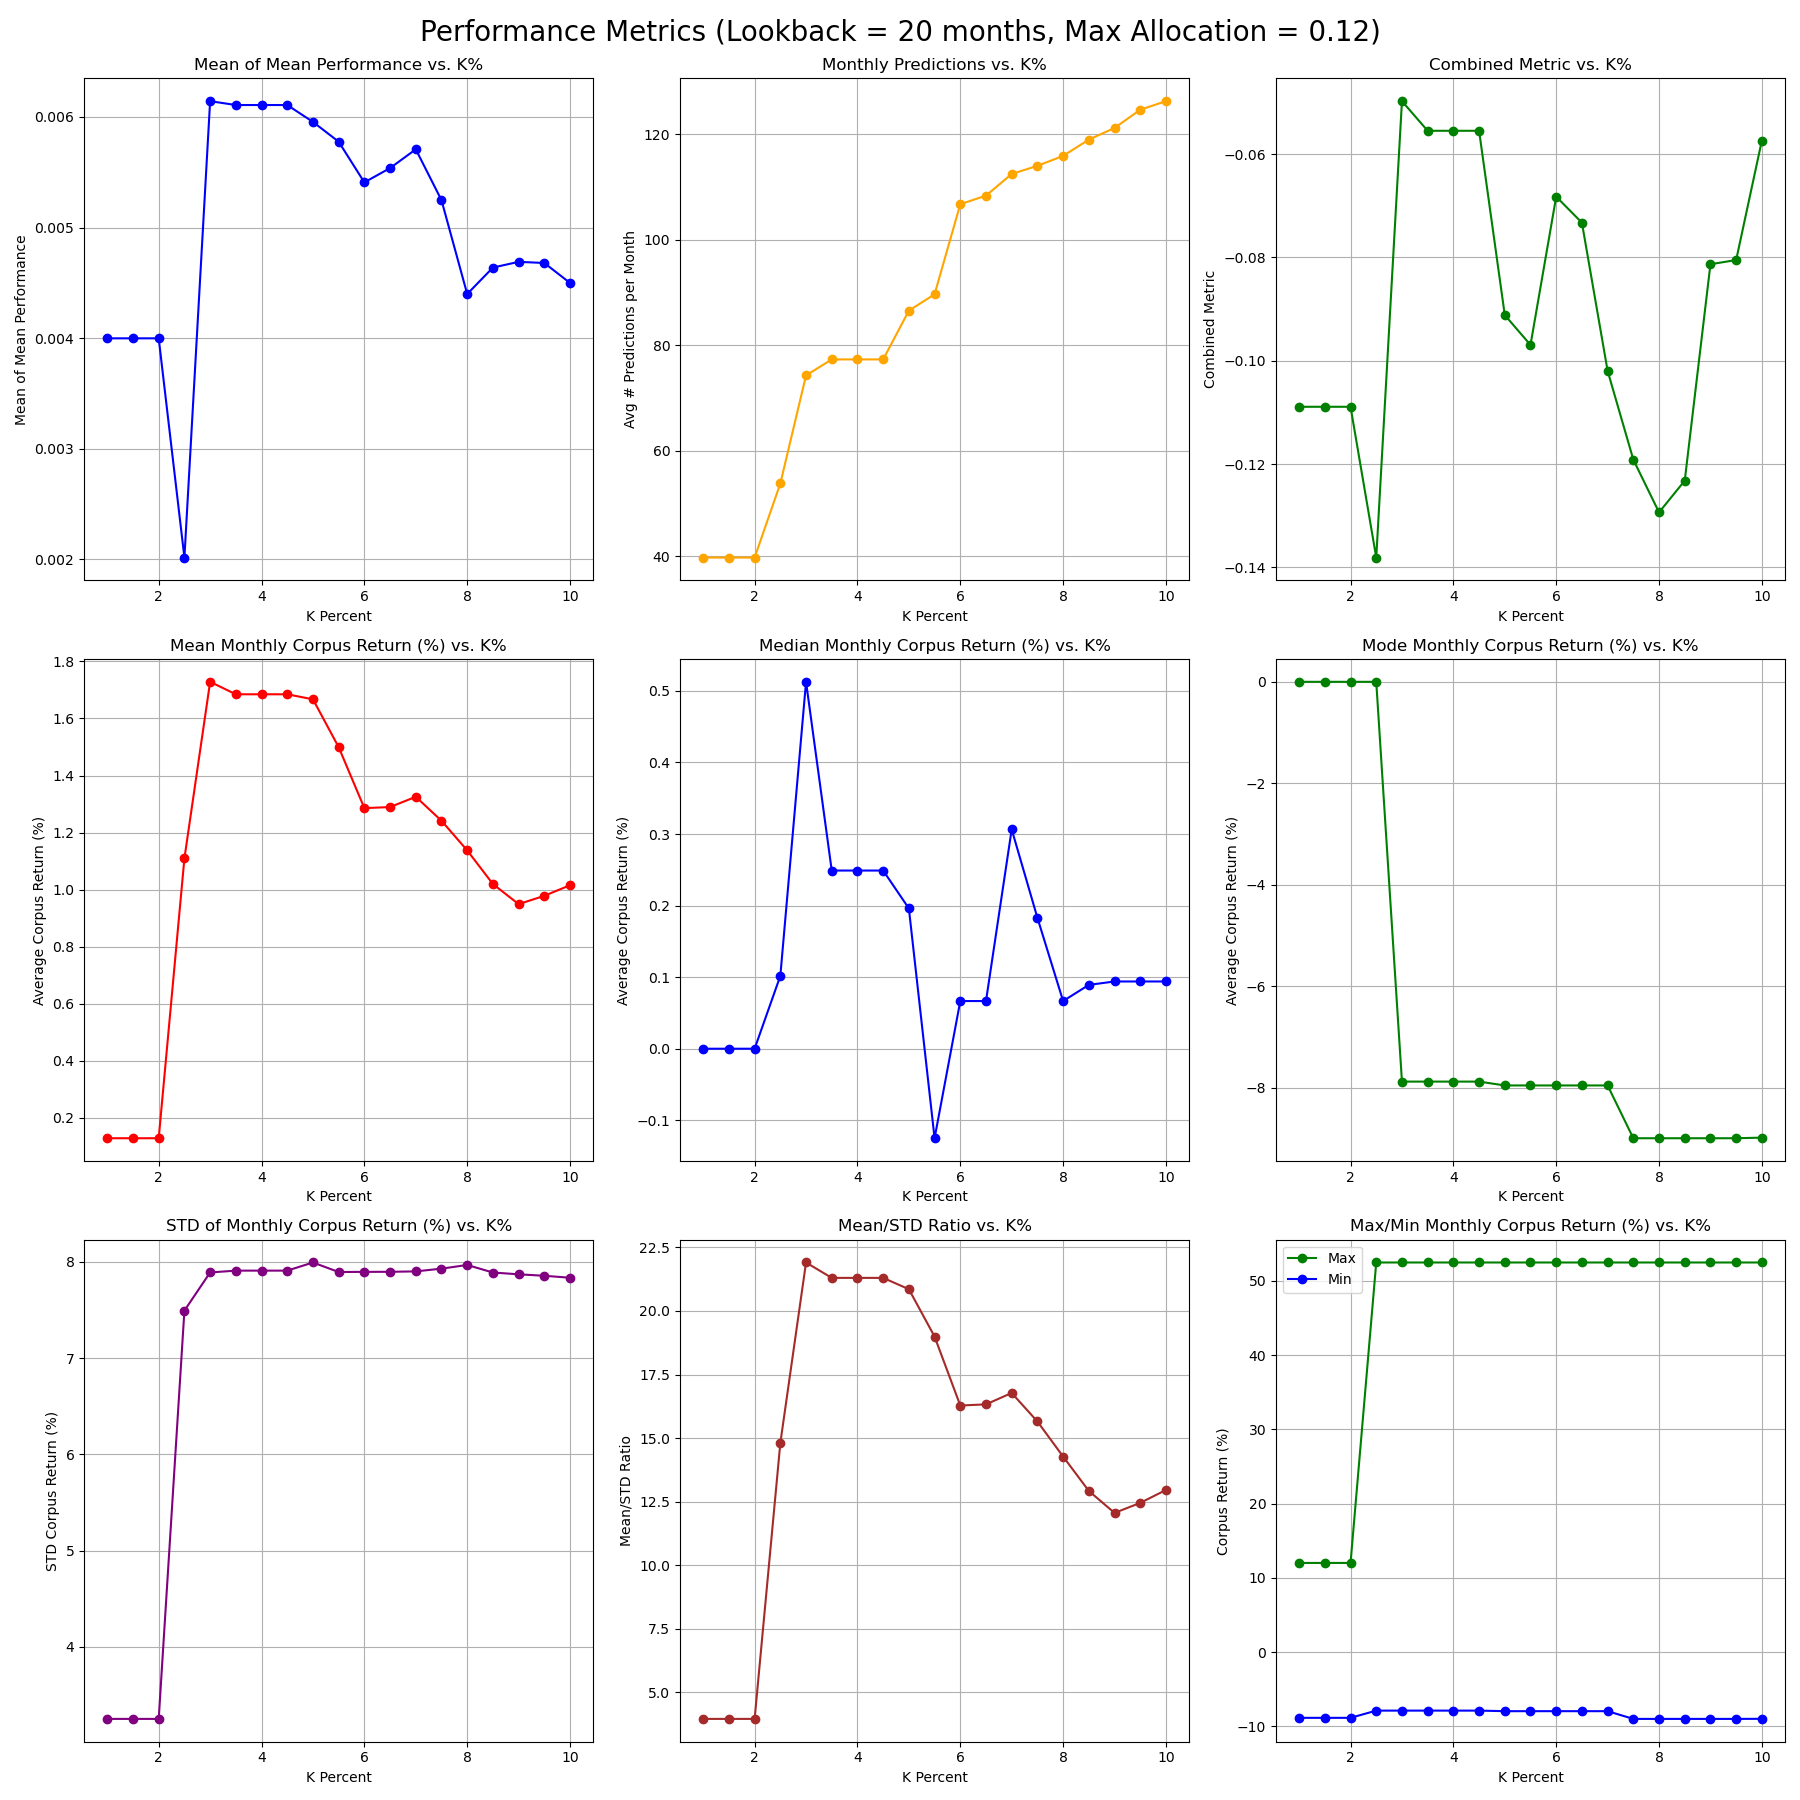 Performance Metrics (Lookback = 20 months, Max Allocation = 0.12)
Mean of Mean Performance vs. K%
Mean of Mean Performance
0.006
0.005
0.004
0.003
0.002
2 4 6 8 10
K Percent
Monthly Predictions vs. K%
Avg # Predictions per Month
120
100
80
60
40
2 4 6 8 10
K Percent
Combined Metric vs. K%
Combined Metric
−0.06
−0.08
−0.10
−0.12
−0.14
2 4 6 8 10
K Percent
Mean Monthly Corpus Return (%) vs. K%
Average Corpus Return (%)
1.8
1.6
1.4
1.2
1.0
0.8
0.6
0.4
0.2
2 4 6 8 10
K Percent
Median Monthly Corpus Return (%) vs. K%
Average Corpus Return (%)
0.5
0.4
0.3
0.2
0.1
0.0
−0.1
2 4 6 8 10
K Percent
Mode Monthly Corpus Return (%) vs. K%
Average Corpus Return (%)
0
−2
−4
−6
−8
2 4 6 8 10
K Percent
STD of Monthly Corpus Return (%) vs. K%
STD Corpus Return (%)
8
7
6
5
4
2 4 6 8 10
K Percent
Mean/STD Ratio vs. K%
Mean/STD Ratio
22.5
20.0
17.5
15.0
12.5
10.0
7.5
5.0
2 4 6 8 10
K Percent
Max/Min Monthly Corpus Return (%) vs. K%
Max
Min
Corpus Return (%)
50
40
30
20
10
0
−10
2 4 6 8 10
K Percent